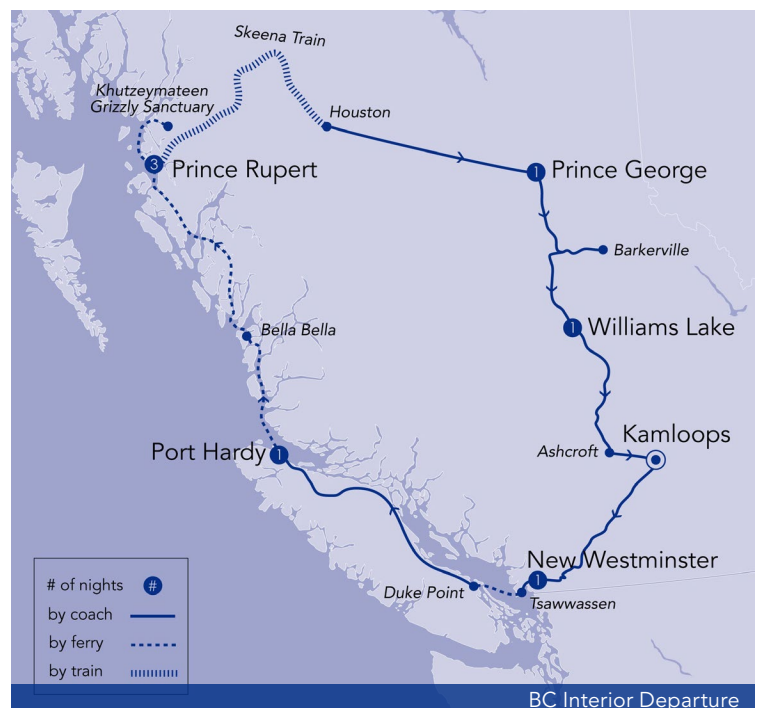 Skeena Train
Khutzeymateen
Grizzly Sanctuary
Houston
3
Prince Rupert
1
Prince George
Barkerville
1
Williams Lake
Bella Bella
Kamloops
Ashcroft
Port Hardy
1
New Westminster
1
Duke Point
Tsawwassen
# of nights #
by coach
by ferry
by train
BC Interior Departure